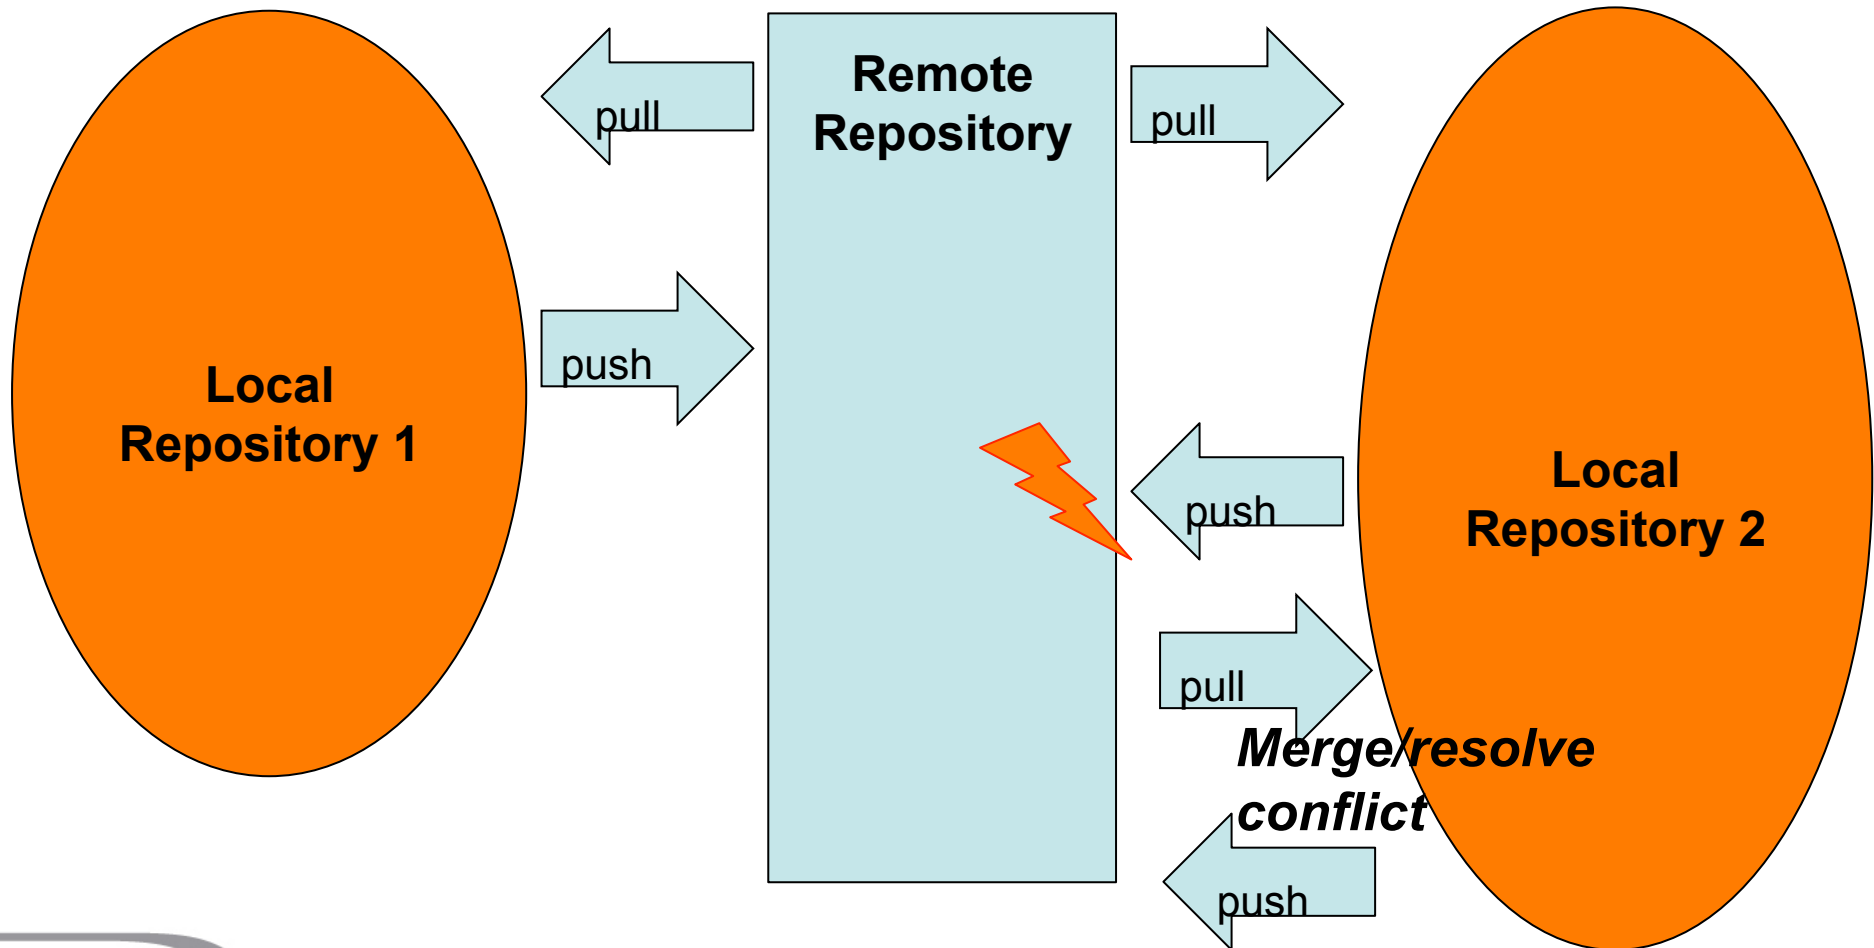 Remote
Repository
pull
pull
push
Local
Repository 1
push
Local
Repository 2
pull
Merge/resolve
conflict
push